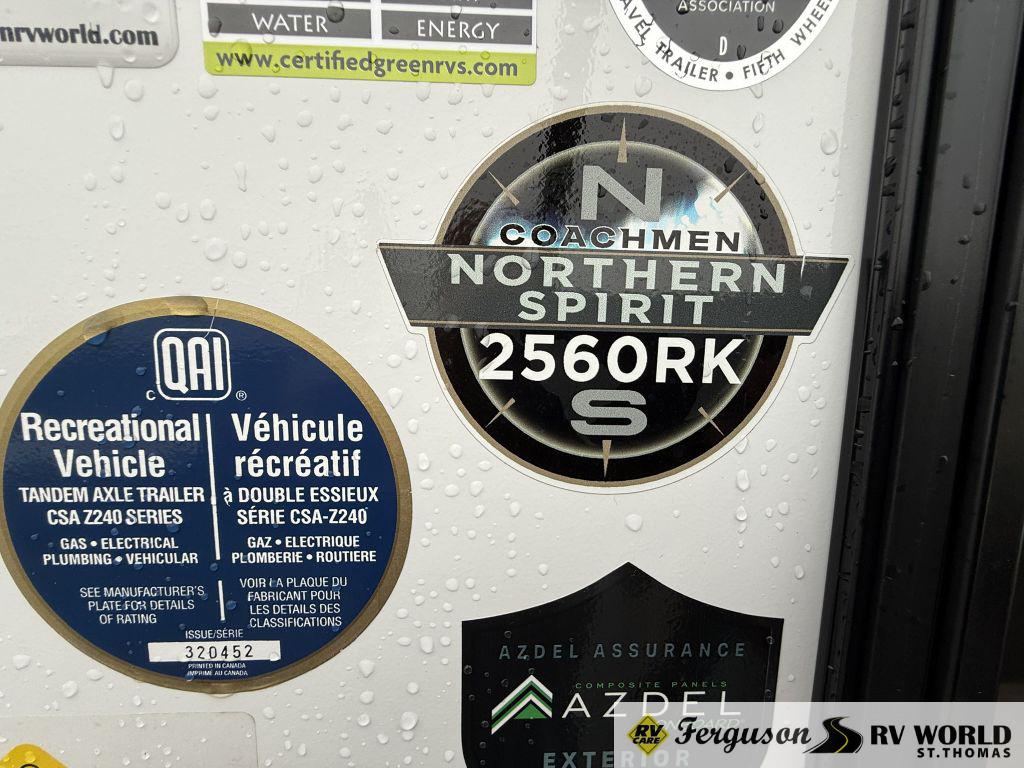 nrvworld.com
WATER
ENERGY
www.certifiedgreenrvs.com
ASSOCIATION
D
TRAILER • FIFTH WHEEL
N
COACHMEN
NORTHERN
SPIRIT
2560RK
S
C QAI ®
Recreational
Vehicle
TANDEM AXLE TRAILER
CSA Z240 SERIES
GAS • ELECTRICAL
PLUMBING • VEHICULAR
SEE MANUFACTURER'S
PLATE FOR DETAILS
OF RATING
Véhicule
récréatif
à DOUBLE ESSIEUX
SÉRIE CSA-Z240
GAZ • ELECTRIQUE
PLOMBERIE • ROUTIERE
VOIR LA PLAQUE DU
FABRICANT POUR
LES DETAILS DES
CLASSIFICATIONS
ISSUE/SÉRIE
320452
PRINTED IN CANADA
IMPRIMÉ AU CANADA
AZDEL ASSURANCE
COMPOSITE PANELS
AZDEL
ONBOARD®
EXTERIOR
RV CARE
Ferguson RV WORLD
ST.THOMAS